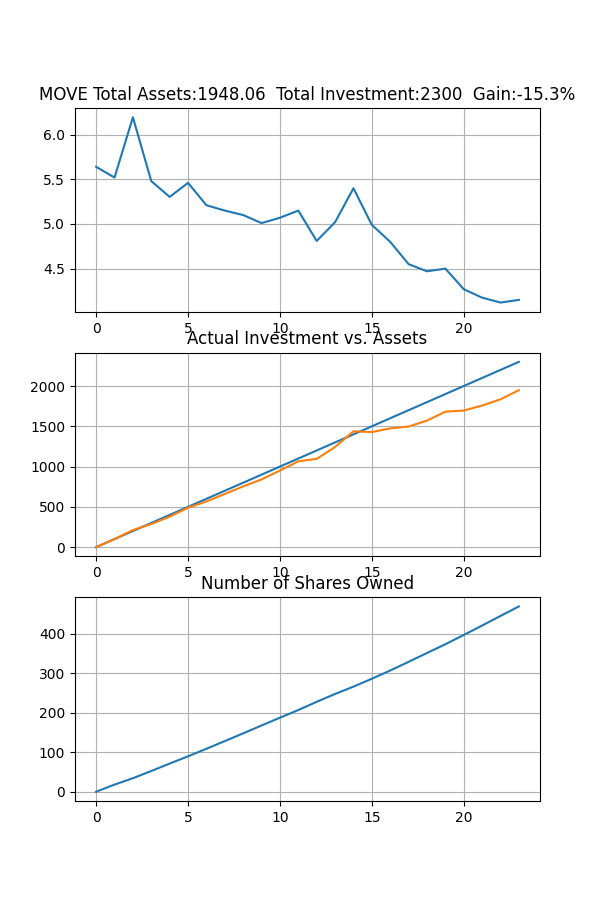 MOVE Total Assets:1948.06  Total Investment:2300  Gain:-15.3%
6.0
5.5
5.0
4.5
0 5 10 15 20
Actual Investment vs. Assets
2000
1500
1000
500
0
0 5 10 15 20
Number of Shares Owned
400
300
200
100
0
0 5 10 15 20